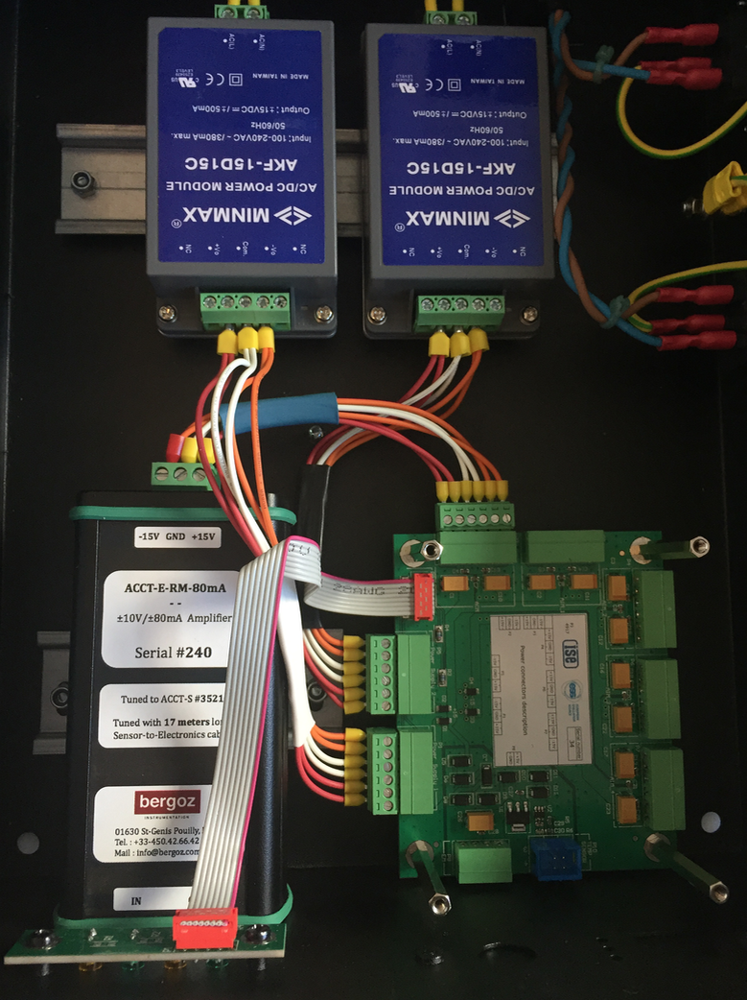 AC(L)
AC(N)
MADE IN TAIWAN
Output : ±15VDC ⎓ /± 500mA
50/60Hz
Input: 100-240VAC ~/380mA max.
AKF-15D15C
AC/DC POWER MODULE
MINMAX®
NC
+Vo
Com.
-Vo
NC
AC(L)
AC(N)
MADE IN TAIWAN
Output : ±15VDC ⎓ /± 500mA
50/60Hz
Input: 100-240VAC ~/380mA max.
AKF-15D15C
AC/DC POWER MODULE
MINMAX®
NC
+Vo
Com.
-Vo
NC
-15V GND +15V
ACCT-E-RM-80mA
- -
±10V/±80mA Amplifier
Serial #240
Tuned to ACCT-S #3521
Tuned with 17 meters lo
Sensor-to-Electronics cab
bergoz
INSTRUMENTATION
01630 St-Genis Pouilly,
Tel. : +33-450.42.66.42
Mail : info@bergoz.com
IN
28AWG
ise
Power connectors description
Power Supply 1